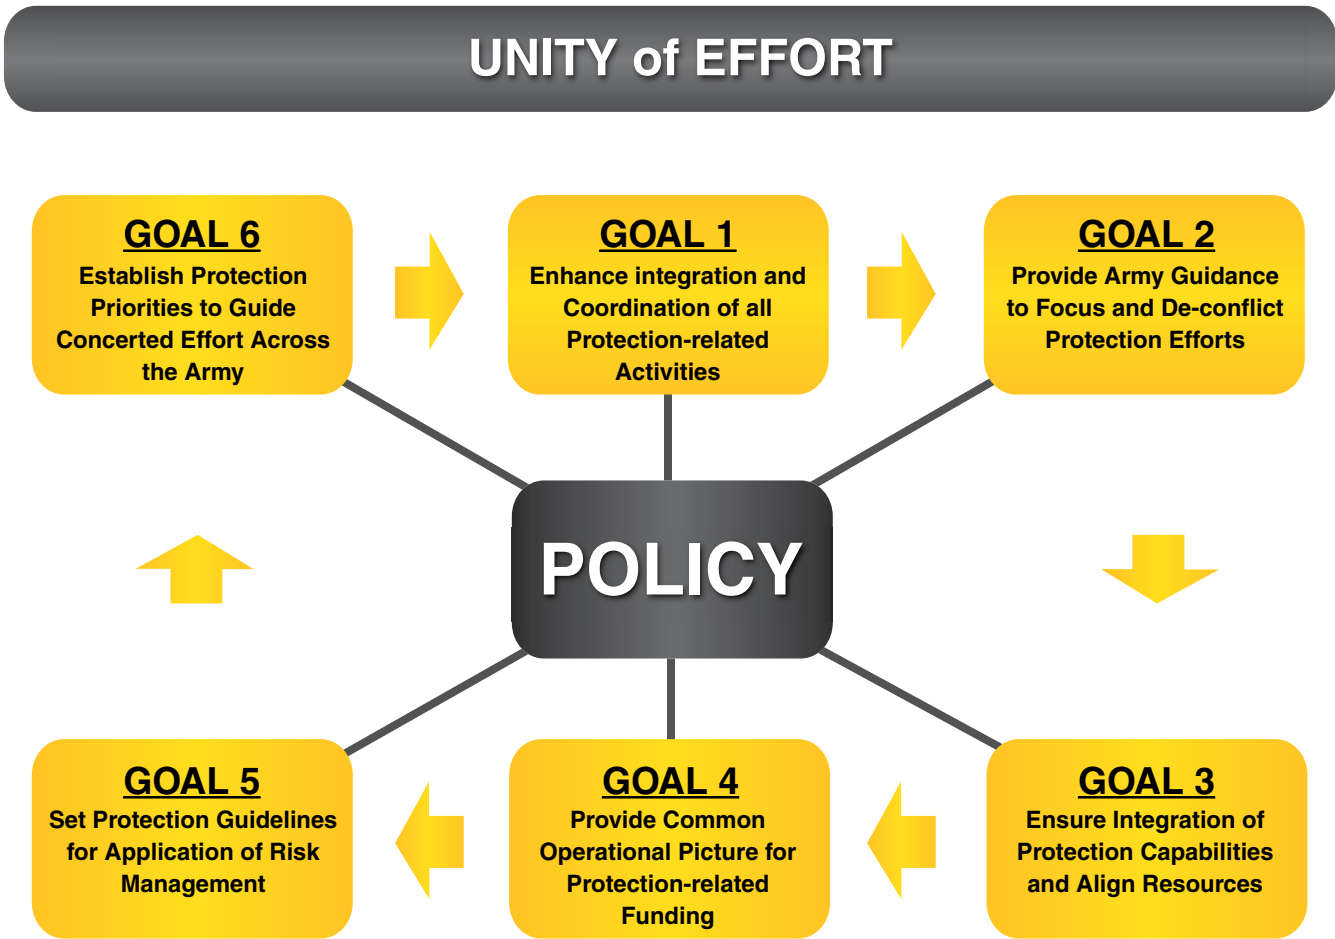 UNITY of EFFORT
GOAL 6
Establish Protection
Priorities to Guide
Concerted Effort Across
the Army
GOAL 1
Enhance integration and
Coordination of all
Protection-related
Activities
GOAL 2
Provide Army Guidance
to Focus and De-conflict
Protection Efforts
POLICY
GOAL 5
Set Protection Guidelines
for Application of Risk
Management
GOAL 4
Provide Common
Operational Picture for
Protection-related
Funding
GOAL 3
Ensure Integration of
Protection Capabilities
and Align Resources